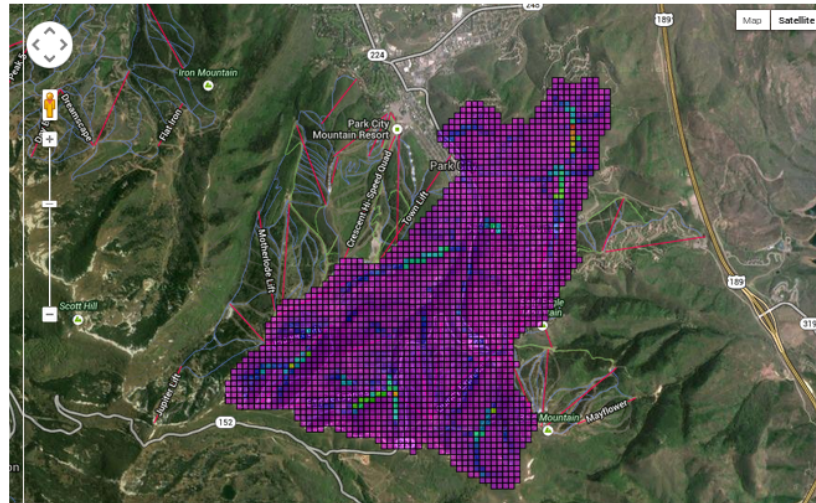 248
189
Map Satellite
224
Iron Mountain
Dreamscape
Flat Iron
Park City
Mountain Resort
Park
Crescent Hi-Speed Quad
Town Lift
Motherlode Lift
189
Scott Hill
319
Jupiter Lift
152
Mountain
Mayflower